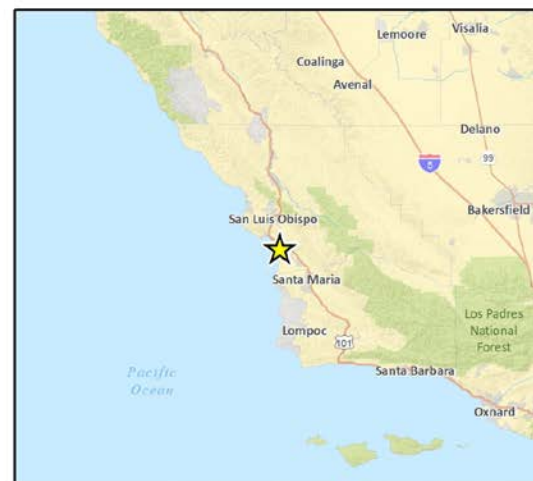 Visalia
Lemoore
Coalinga
Avenal
Delano
99
5
Bakersfield
San Luis Obispo
Santa Maria
Los Padres
National
Forest
Lompoc
101
Pacific
Ocean
Santa Barbara
Oxnard